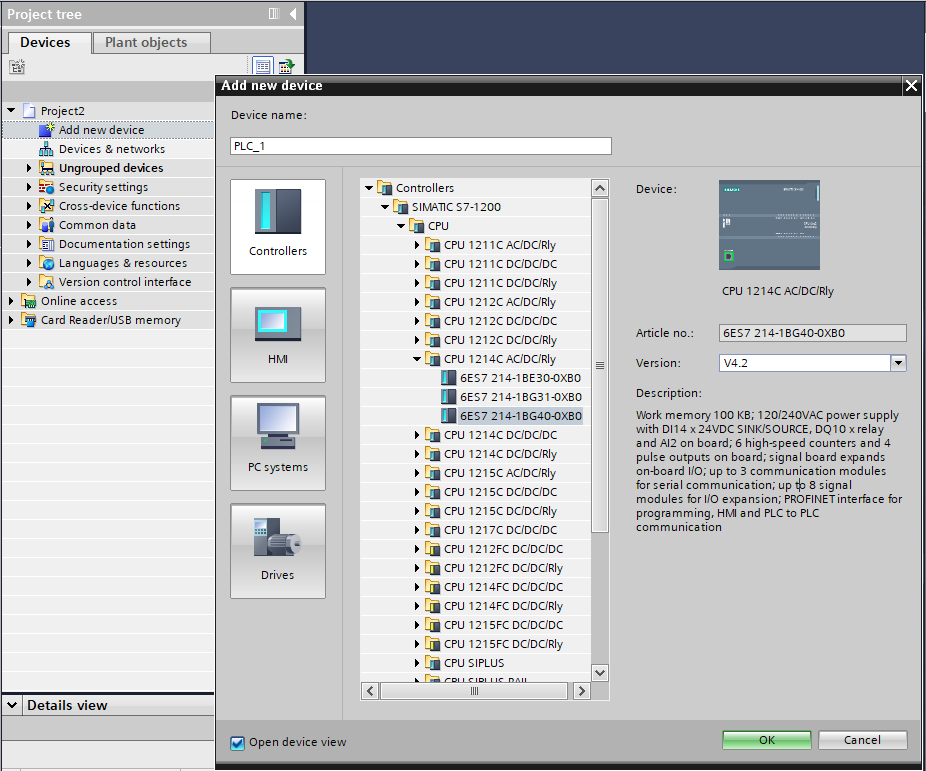 Project tree
Devices
Plant objects
Project2
Add new device
Devices & networks
Ungrouped devices
Security settings
Cross-device functions
Common data
Documentation settings
Languages & resources
Version control interface
Online access
Card Reader/USB memory
Details view
Add new device
Device name:
PLC_1
Controllers
HMI
PC systems
Drives
Controllers
SIMATIC S7-1200
CPU
CPU 1211C AC/DC/Rly
CPU 1211C DC/DC/DC
CPU 1211C DC/DC/Rly
CPU 1212C AC/DC/Rly
CPU 1212C DC/DC/DC
CPU 1212C DC/DC/Rly
CPU 1214C AC/DC/Rly
6ES7 214-1BE30-0XB0
6ES7 214-1BG31-0XB0
6ES7 214-1BG40-0XB0
CPU 1214C DC/DC/DC
CPU 1214C DC/DC/Rly
CPU 1215C AC/DC/Rly
CPU 1215C DC/DC/DC
CPU 1215C DC/DC/Rly
CPU 1217C DC/DC/DC
CPU 1212FC DC/DC/DC
CPU 1212FC DC/DC/Rly
CPU 1214FC DC/DC/DC
CPU 1214FC DC/DC/Rly
CPU 1215FC DC/DC/DC
CPU 1215FC DC/DC/Rly
CPU SIPLUS
CPU SIPLUS RAIL
Device:
CPU 1214C AC/DC/Rly
Article no.:
6ES7 214-1BG40-0XB0
Version:
V4.2
Description:
Work memory 100 KB; 120/240VAC power supply
with DI14 x 24VDC SINK/SOURCE, DQ10 x relay
and AI2 on board; 6 high-speed counters and 4
pulse outputs on board; signal board expands
on-board I/O; up to 3 communication modules
for serial communication; up to 8 signal
modules for I/O expansion; PROFINET interface for
programming, HMI and PLC to PLC
communication
Open device view
OK
Cancel